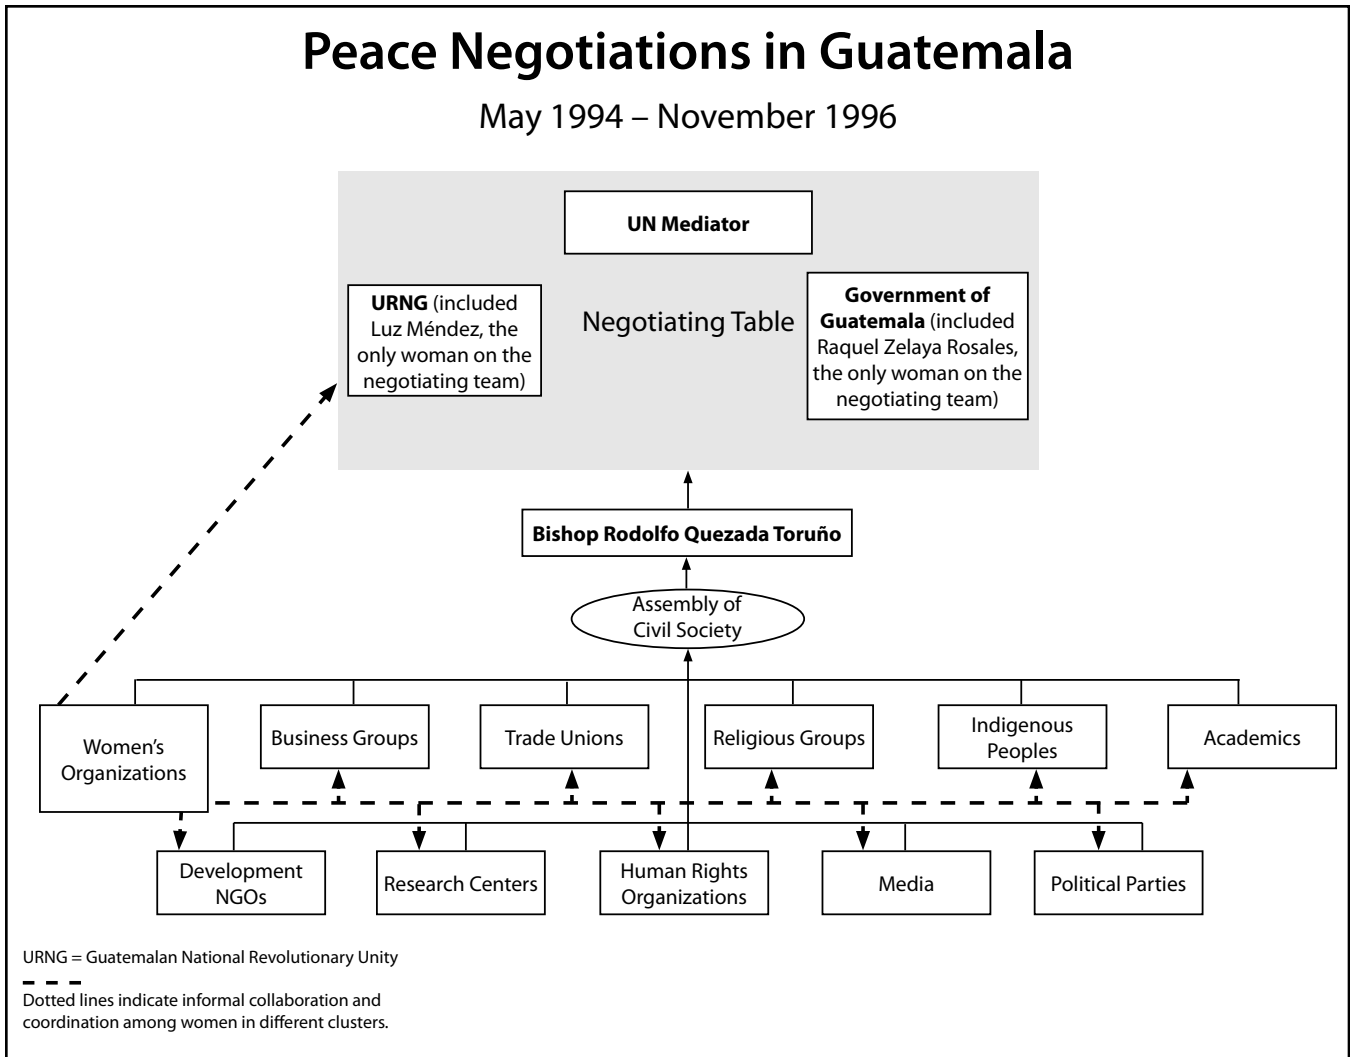 Peace Negotiations in Guatemala
May 1994 – November 1996
UN Mediator
URNG (included
Luz Méndez, the
only woman on the
negotiating team)
Negotiating Table
Government of
Guatemala (included
Raquel Zelaya Rosales,
the only woman on the
negotiating team)
Bishop Rodolfo Quezada Toruño
Assembly of
Civil Society
Women’s
Organizations
Business Groups
Trade Unions
Religious Groups
Indigenous
Peoples
Academics
Development
NGOs
Research Centers
Human Rights
Organizations
Media
Political Parties
URNG = Guatemalan National Revolutionary Unity
Dotted lines indicate informal collaboration and
coordination among women in different clusters.